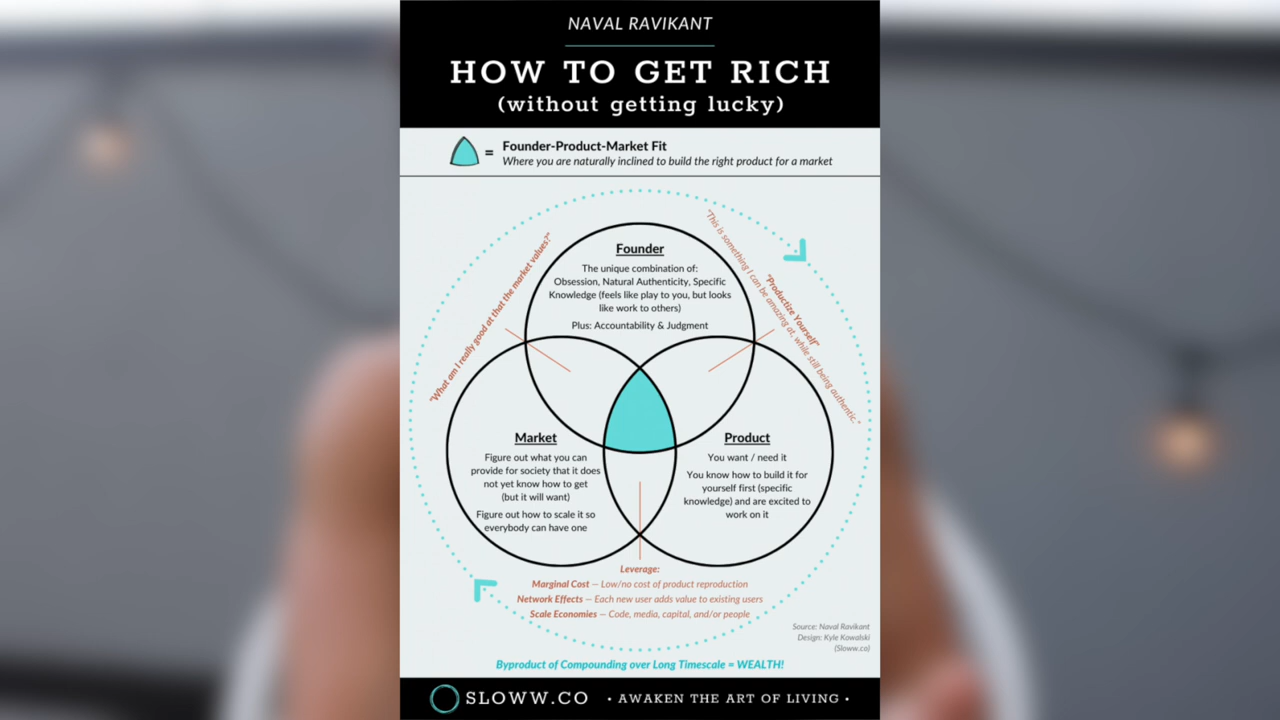 NAVAL RAVIKANT
HOW TO GET RICH
(without getting lucky)
= Founder-Product-Market Fit
Where you are naturally inclined to build the right product for a market
"What am I really good at that the market values?"
"This is something I can be amazing at, while still being authentic."
"Productize Yourself"
Founder
The unique combination of:
Obsession, Natural Authenticity, Specific
Knowledge (feels like play to you, but looks
like work to others)
Plus: Accountability & Judgment
Market
Figure out what you can
provide for society that it does
not yet know how to get
(but it will want)
Figure out how to scale it so
everybody can have one
Product
You want / need it
You know how to build it for
yourself first (specific
knowledge) and are excited to
work on it
Leverage:
Marginal Cost — Low/no cost of product reproduction
Network Effects — Each new user adds value to existing users
Scale Economies — Code, media, capital, and/or people
Source: Naval Ravikant
Design: Kyle Kowalski
(Sloww.co)
Byproduct of Compounding over Long Timescale = WEALTH!
SLOWW.CO • AWAKEN THE ART OF LIVING •